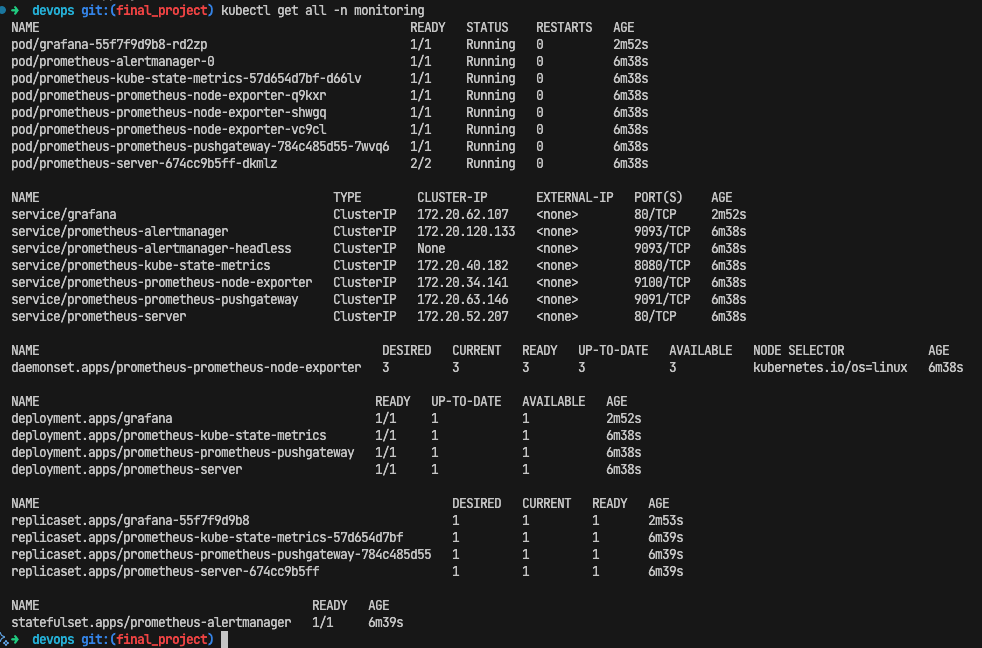 → devops git:(final_project) kubectl get all -n monitoring
NAME READY STATUS RESTARTS AGE
pod/grafana-55f7f9d9b8-rd2zp 1/1 Running 0 2m52s
pod/prometheus-alertmanager-0 1/1 Running 0 6m38s
pod/prometheus-kube-state-metrics-57d654d7bf-d66lv 1/1 Running 0 6m38s
pod/prometheus-prometheus-node-exporter-q9kxr 1/1 Running 0 6m38s
pod/prometheus-prometheus-node-exporter-shwgq 1/1 Running 0 6m38s
pod/prometheus-prometheus-node-exporter-vc9cl 1/1 Running 0 6m38s
pod/prometheus-prometheus-pushgateway-784c485d55-7wvq6 1/1 Running 0 6m38s
pod/prometheus-server-674cc9b5ff-dkmlz 2/2 Running 0 6m38s
NAME TYPE CLUSTER-IP EXTERNAL-IP PORT(S) AGE
service/grafana ClusterIP 172.20.62.107 <none> 80/TCP 2m52s
service/prometheus-alertmanager ClusterIP 172.20.120.133 <none> 9093/TCP 6m38s
service/prometheus-alertmanager-headless ClusterIP None <none> 9093/TCP 6m38s
service/prometheus-kube-state-metrics ClusterIP 172.20.40.182 <none> 8080/TCP 6m38s
service/prometheus-prometheus-node-exporter ClusterIP 172.20.34.141 <none> 9100/TCP 6m38s
service/prometheus-prometheus-pushgateway ClusterIP 172.20.63.146 <none> 9091/TCP 6m38s
service/prometheus-server ClusterIP 172.20.52.207 <none> 80/TCP 6m38s
NAME DESIRED CURRENT READY UP-TO-DATE AVAILABLE NODE SELECTOR AGE
daemonset.apps/prometheus-prometheus-node-exporter 3 3 3 3 3 kubernetes.io/os=linux 6m38s
NAME READY UP-TO-DATE AVAILABLE AGE
deployment.apps/grafana 1/1 1 1 2m52s
deployment.apps/prometheus-kube-state-metrics 1/1 1 1 6m38s
deployment.apps/prometheus-prometheus-pushgateway 1/1 1 1 6m38s
deployment.apps/prometheus-server 1/1 1 1 6m38s
NAME DESIRED CURRENT READY AGE
replicaset.apps/grafana-55f7f9d9b8 1 1 1 2m53s
replicaset.apps/prometheus-kube-state-metrics-57d654d7bf 1 1 1 6m39s
replicaset.apps/prometheus-prometheus-pushgateway-784c485d55 1 1 1 6m39s
replicaset.apps/prometheus-server-674cc9b5ff 1 1 1 6m39s
NAME READY AGE
statefulset.apps/prometheus-alertmanager 1/1 6m39s
→ devops git:(final_project)